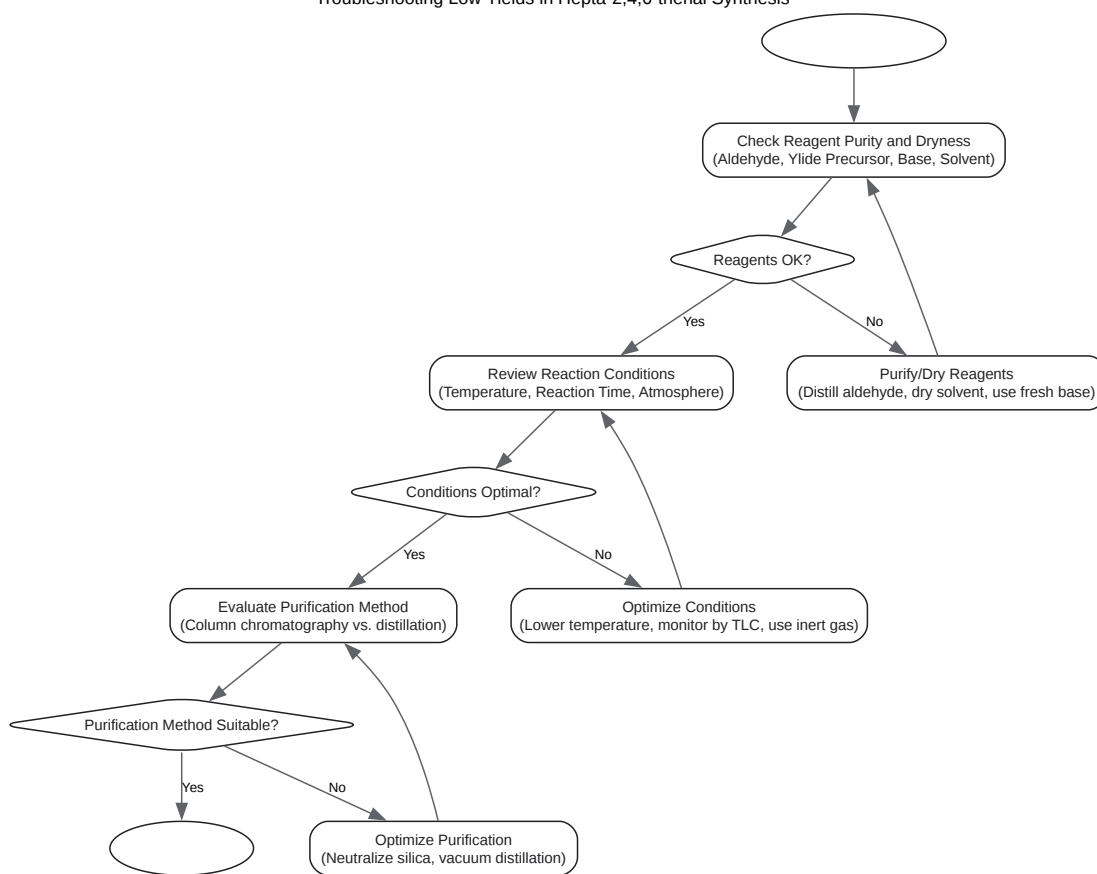 Troubleshooting Low Yields in Hepta-2,4,6-trienal Synthesis
Check Reagent Purity and Dryness
(Aldehyde, Ylide Precursor, Base, Solvent)
Reagents OK?
Yes
No
Review Reaction Conditions
(Temperature, Reaction Time, Atmosphere)
Purify/Dry Reagents
(Distill aldehyde, dry solvent, use fresh base)
Conditions Optimal?
Yes
No
Evaluate Purification Method
(Column chromatography vs. distillation)
Optimize Conditions
(Lower temperature, monitor by TLC, use inert gas)
Purification Method Suitable?
Yes
No
Optimize Purification
(Neutralize silica, vacuum distillation)